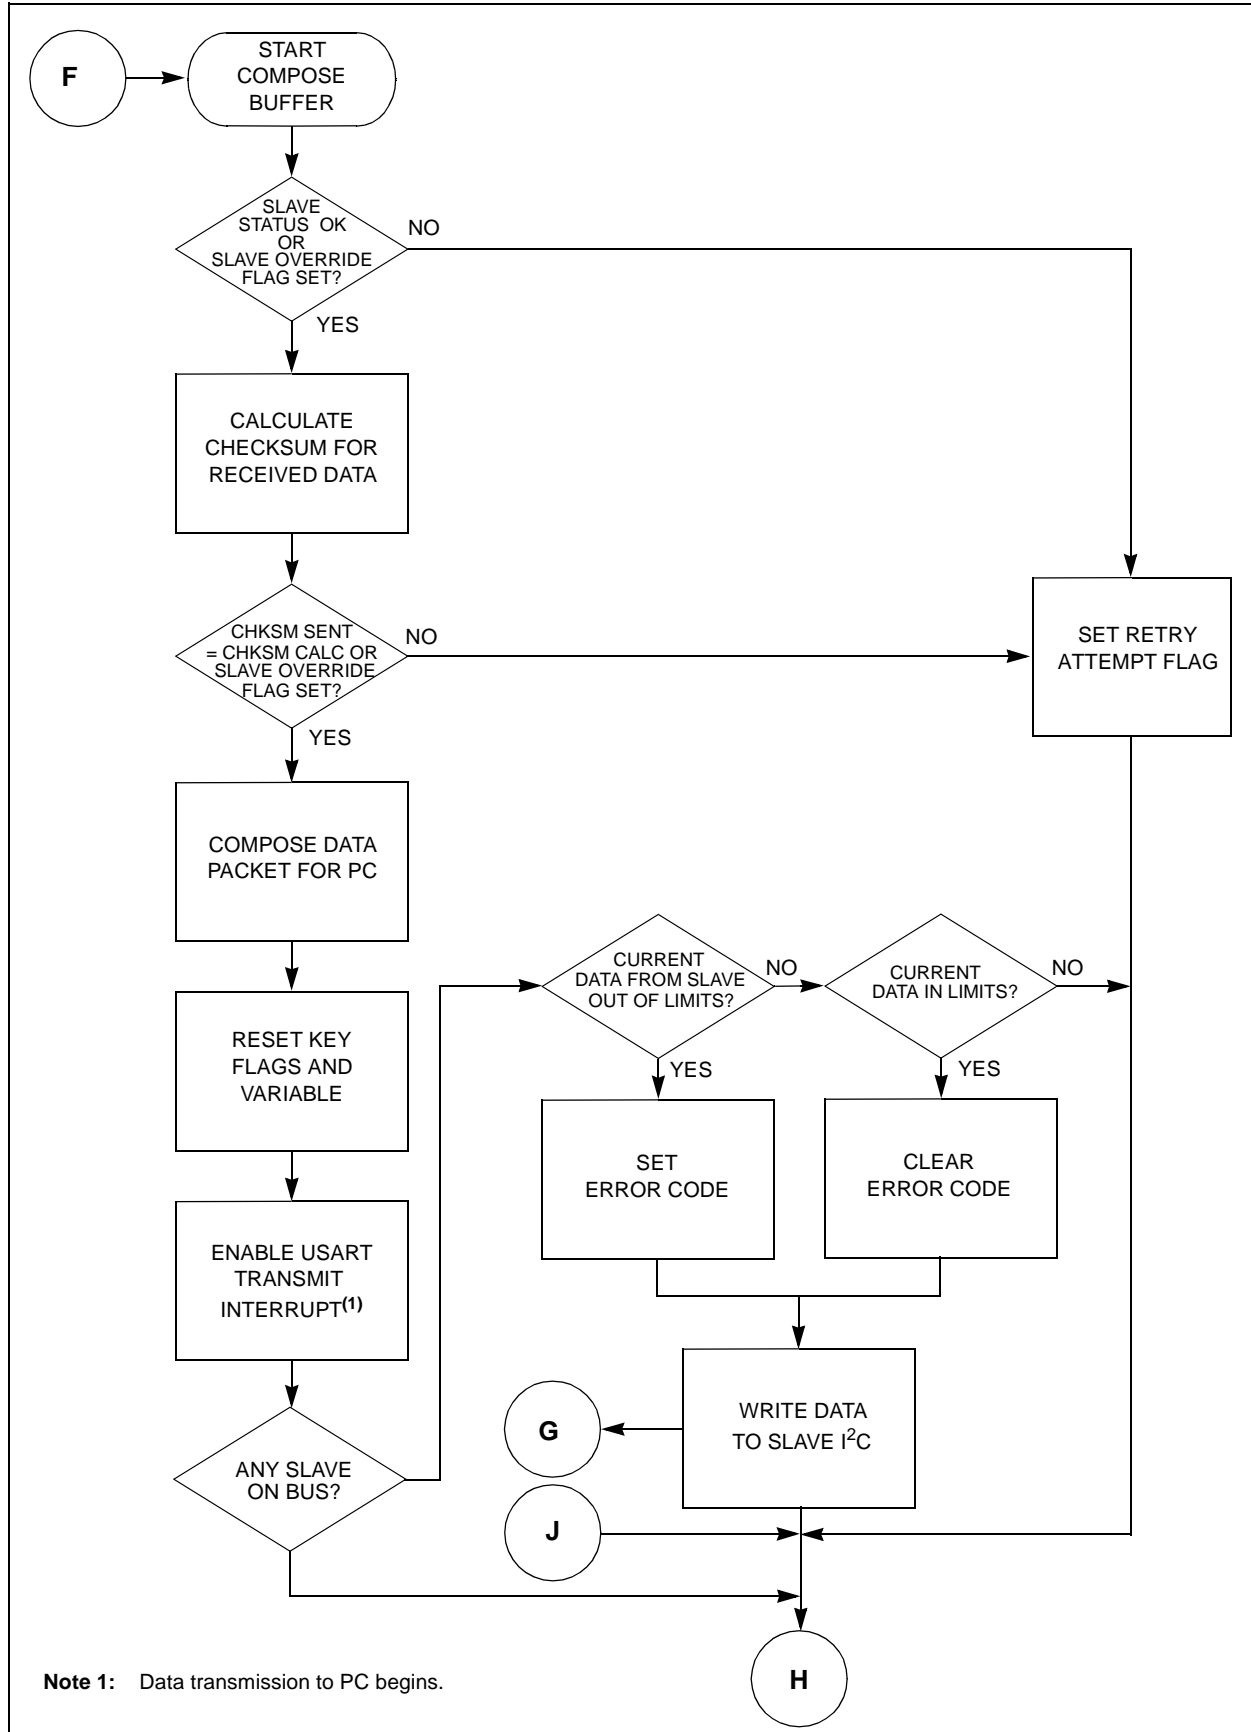 F
START
COMPOSE
BUFFER
SLAVE
STATUS OK
OR
SLAVE OVERRIDE
FLAG SET?
NO
YES
CALCULATE
CHECKSUM FOR
RECEIVED DATA
CHKSM SENT
= CHKSM CALC OR
SLAVE OVERRIDE
FLAG SET?
NO
YES
SET RETRY
ATTEMPT FLAG
COMPOSE DATA
PACKET FOR PC
CURRENT
DATA FROM SLAVE
OUT OF LIMITS?
NO
YES
CURRENT
DATA IN LIMITS?
NO
YES
RESET KEY
FLAGS AND
VARIABLE
SET
ERROR CODE
CLEAR
ERROR CODE
ENABLE USART
TRANSMIT
INTERRUPT(1)
WRITE DATA
TO SLAVE I²C
G
ANY SLAVE
ON BUS?
J
H
Note 1: Data transmission to PC begins.